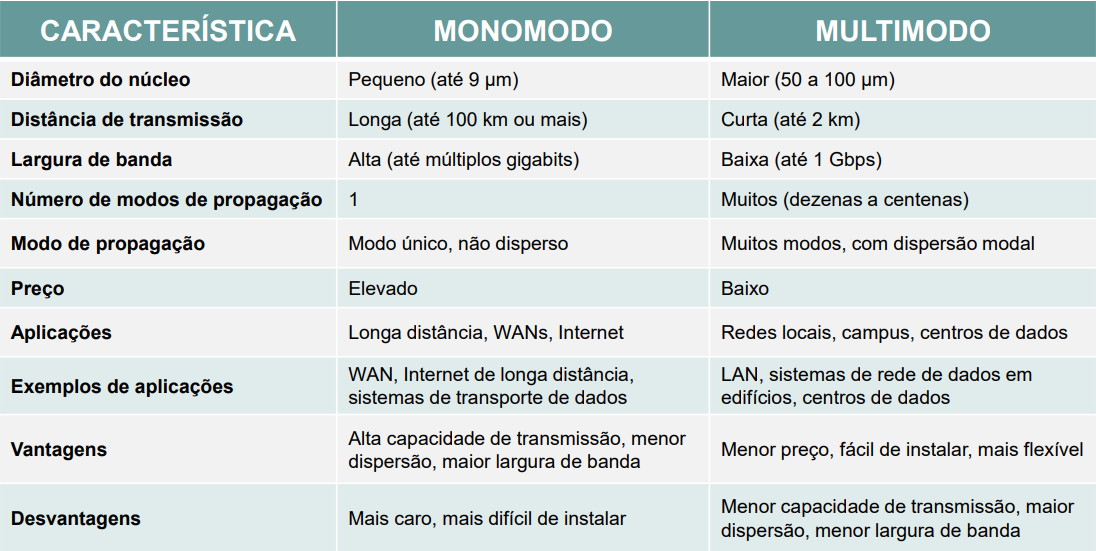 CARACTERÍSTICA MONOMODO MULTIMODO
Diâmetro do núcleo Pequeno (até 9 μm) Maior (50 a 100 μm)
Distância de transmissão Longa (até 100 km ou mais) Curta (até 2 km)
Largura de banda Alta (até múltiplos gigabits) Baixa (até 1 Gbps)
Número de modos de propagação 1 Muitos (dezenas a centenas)
Modo de propagação Modo único, não disperso Muitos modos, com dispersão modal
Preço Elevado Baixo
Aplicações Longa distância, WANs, Internet Redes locais, campus, centros de dados
Exemplos de aplicações
WAN, Internet de longa distância,
sistemas de transporte de dados
LAN, sistemas de rede de dados em
edifícios, centros de dados
Vantagens
Alta capacidade de transmissão, menor
dispersão, maior largura de banda
Menor preço, fácil de instalar, mais flexível
Desvantagens
Mais caro, mais difícil de instalar
Menor capacidade de transmissão, maior
dispersão, menor largura de banda